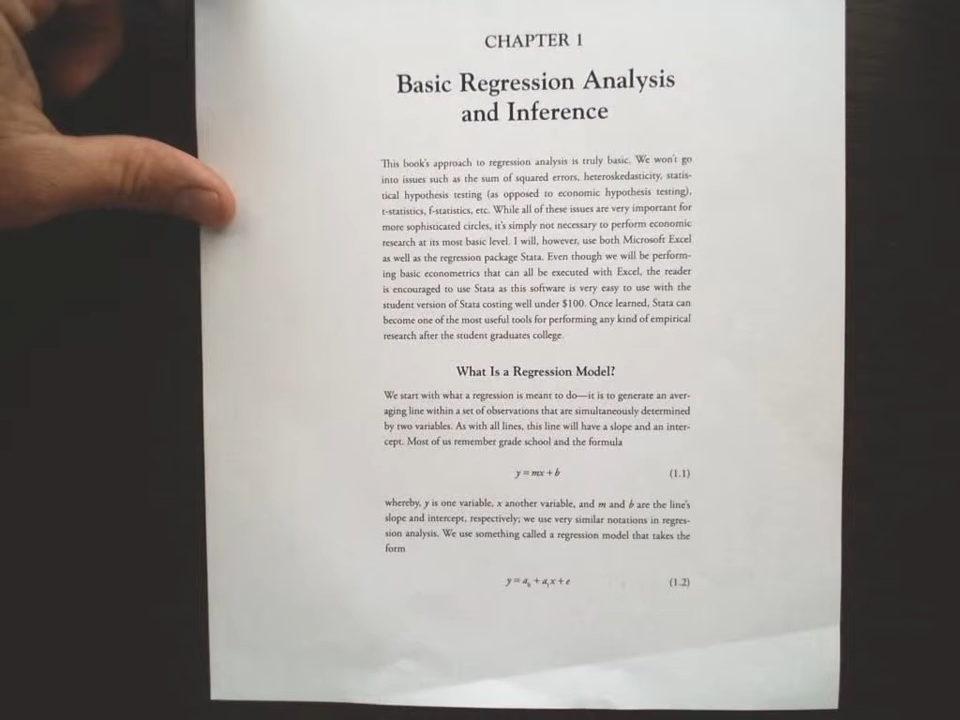 CHAPTER 1
Basic Regression Analysis
and Inference
This book's approach to regression analysis is truly basic. We won't go
into issues such as the sum of squared errors, heteroskedasticity, statis-
tical hypothesis testing (as opposed to economic hypothesis testing),
t-statistics, f-statistics, etc. While all of these issues are very important for
more sophisticated circles, it's simply not necessary to perform economic
research at its most basic level. I will, however, use both Microsoft Excel
as well as the regression package Stata. Even though we will be perform-
ing basic econometrics that can all be executed with Excel, the reader
is encouraged to use Stata as this software is very easy to use with the
student version of Stata costing well under $100. Once learned, Stata can
become one of the most useful tools for performing any kind of empirical
research after the student graduates college.
What Is a Regression Model?
We start with what a regression is meant to do—it is to generate an aver-
aging line within a set of observations that are simultaneously determined
by two variables. As with all lines, this line will have a slope and an inter-
cept. Most of us remember grade school and the formula
y = mx + b (1.1)
whereby, y is one variable, x another variable, and m and b are the line's
slope and intercept, respectively; we use very similar notations in regres-
sion analysis. We use something called a regression model that takes the
form
y = a₀ + a₁x + e (1.2)